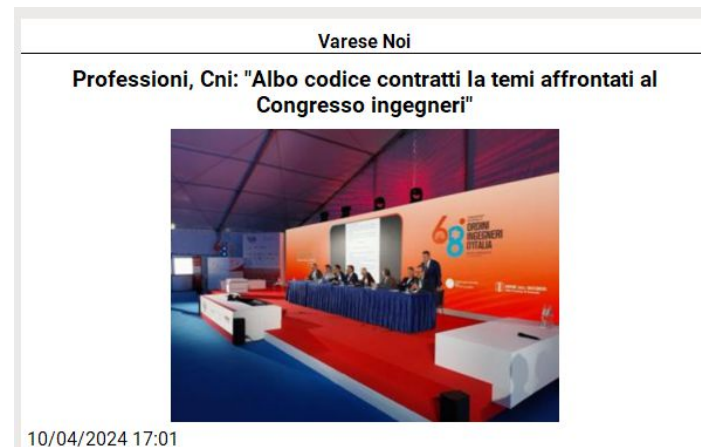 Varese Noi
Professioni, Cni: "Albo codice contratti Ia temi affrontati al
Congresso ingegneri"
68°
ORDINI
INGEGNERI
D'ITALIA
10/04/2024 17:01